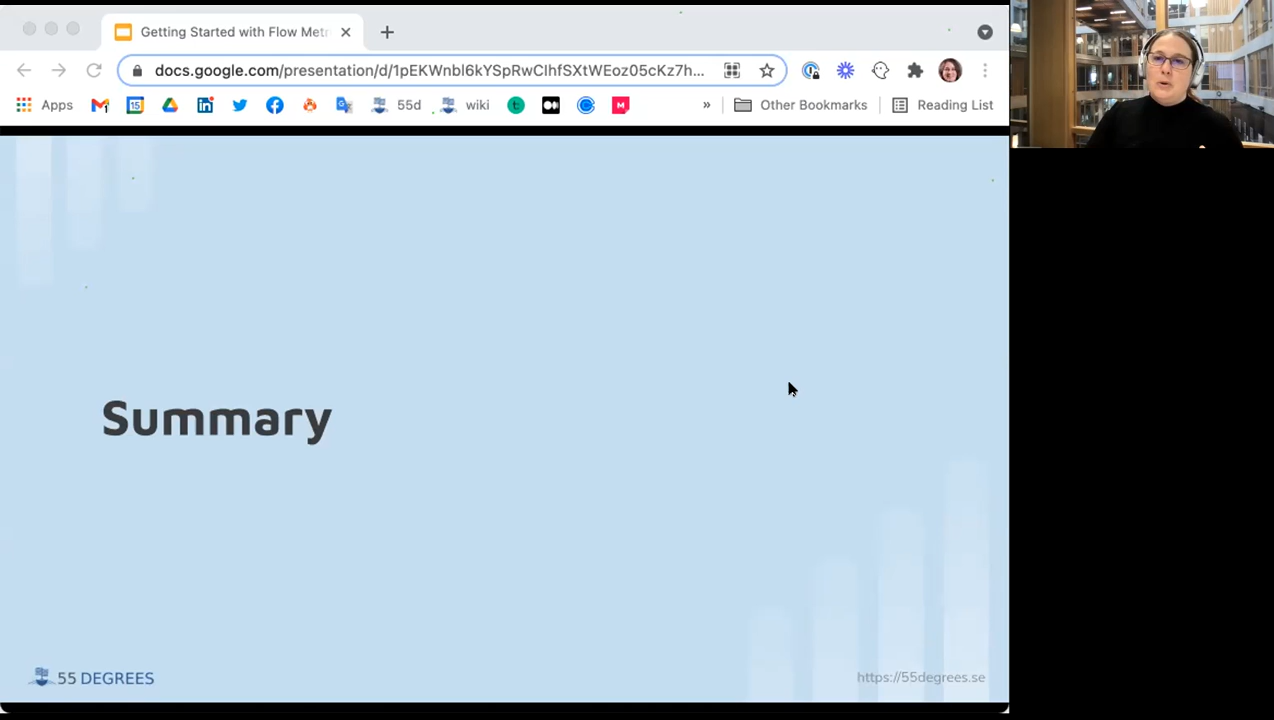 Getting Started with Flow Met
docs.google.com/presentation/d/1pEKWnbl6kYSpRwClhfSXtWEoz05cKz7h...
Apps
55d
wiki
»
Other Bookmarks
Reading List
Summary
55 DEGREES
https://55degrees.se